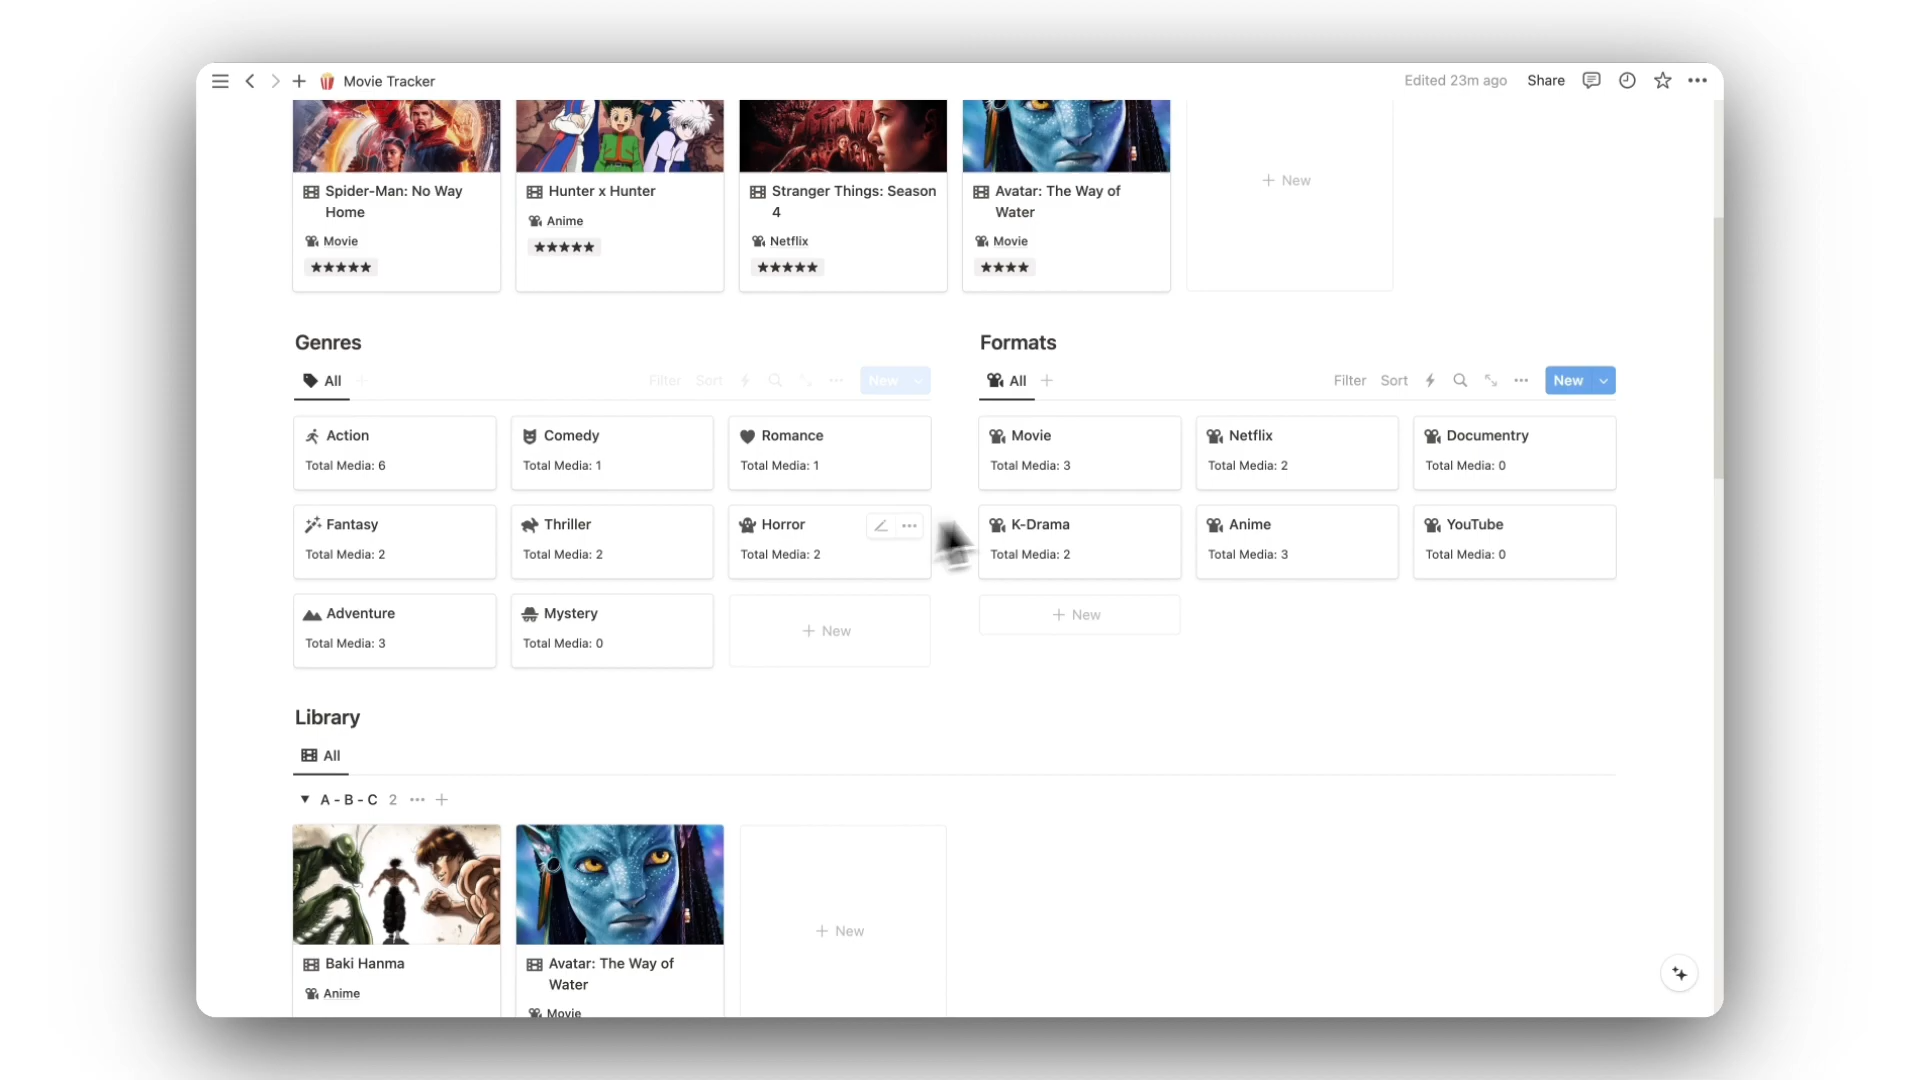 Movie Tracker
Edited 23m ago
Share
Spider-Man: No Way
Home
Movie
★★★★★
Hunter x Hunter
Anime
★★★★★
Stranger Things: Season
4
Netflix
★★★★★
Avatar: The Way of
Water
Movie
★★★★
+ New
Genres
All
Filter Sort New
Action
Total Media: 6
Comedy
Total Media: 1
Romance
Total Media: 1
Fantasy
Total Media: 2
Thriller
Total Media: 2
Horror
Total Media: 2
Adventure
Total Media: 3
Mystery
Total Media: 0
+ New
Formats
All +
Filter Sort New
Movie
Total Media: 3
Netflix
Total Media: 2
Documentry
Total Media: 0
K-Drama
Total Media: 2
Anime
Total Media: 3
YouTube
Total Media: 0
+ New
Library
All
A - B - C 2
Baki Hanma
Anime
Avatar: The Way of
Water
Movie
+ New